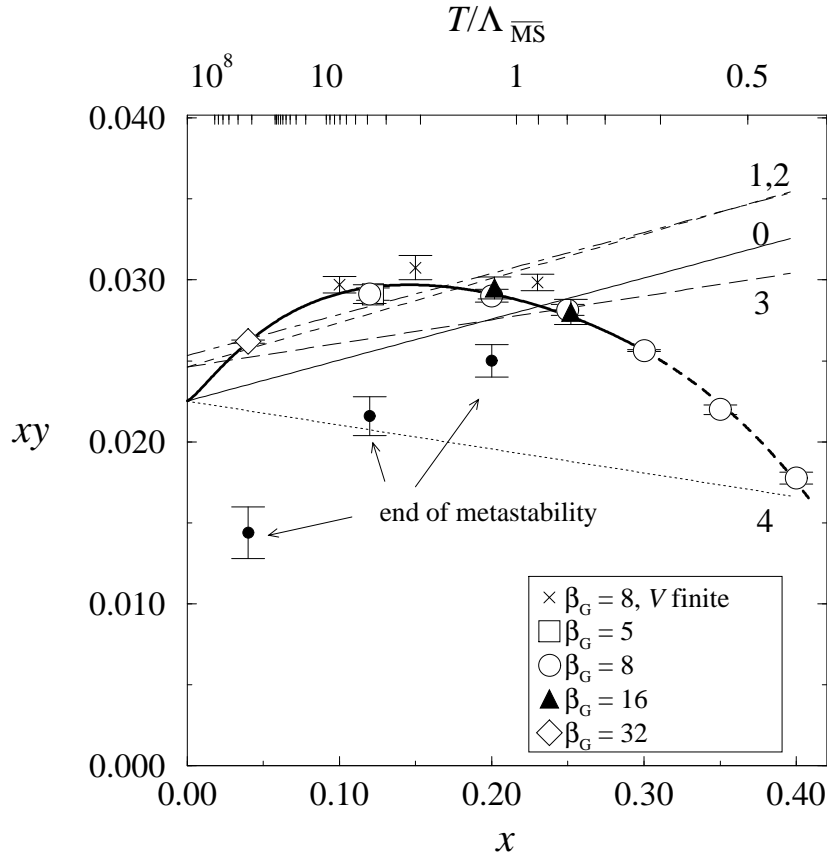 T/Λ_MS̅
10⁸ 10 1 0.5
0.040
1,2
0
0.030
3
xy
0.020
end of metastability
4
0.010
β_G = 8, V finite
β_G = 5
β_G = 8
β_G = 16
β_G = 32
0.000
0.00 0.10 0.20 0.30 0.40
x